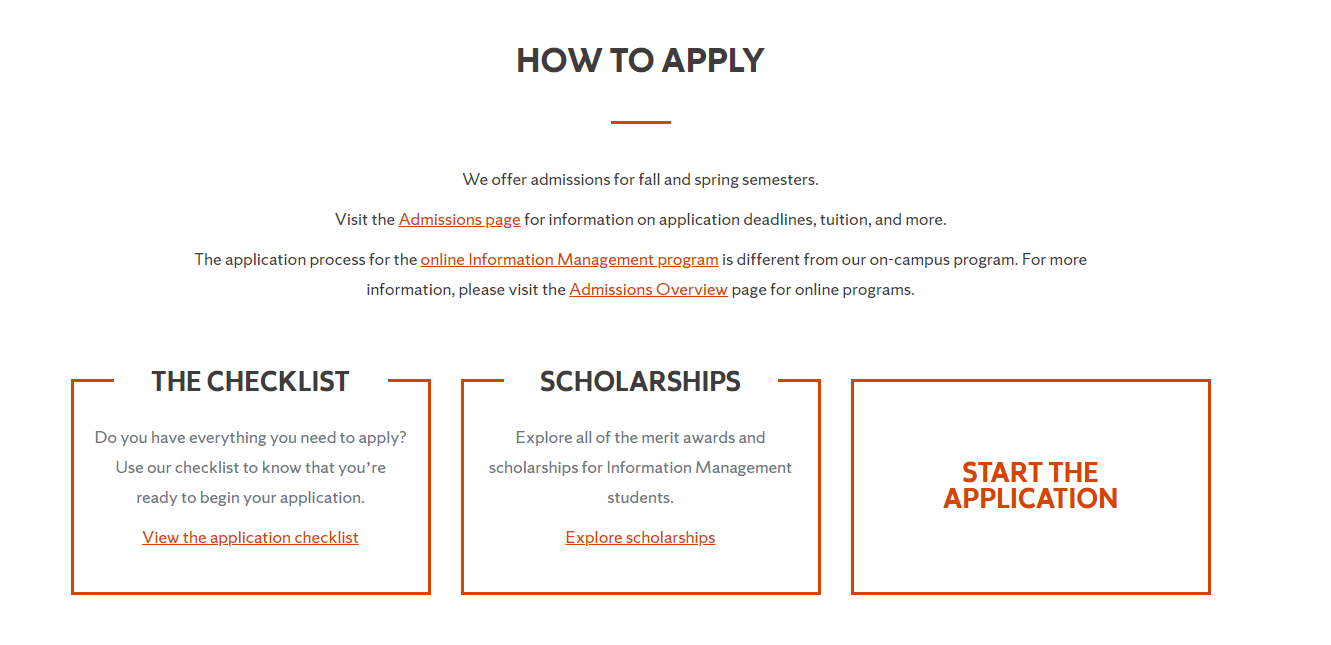 HOW TO APPLY
We offer admissions for fall and spring semesters.
Visit the Admissions page for information on application deadlines, tuition, and more.
The application process for the online Information Management program is different from our on-campus program. For more
information, please visit the Admissions Overview page for online programs.
THE CHECKLIST
Do you have everything you need to apply?
Use our checklist to know that you’re
ready to begin your application.
View the application checklist
SCHOLARSHIPS
Explore all of the merit awards and
scholarships for Information Management
students.
Explore scholarships
START THE
APPLICATION